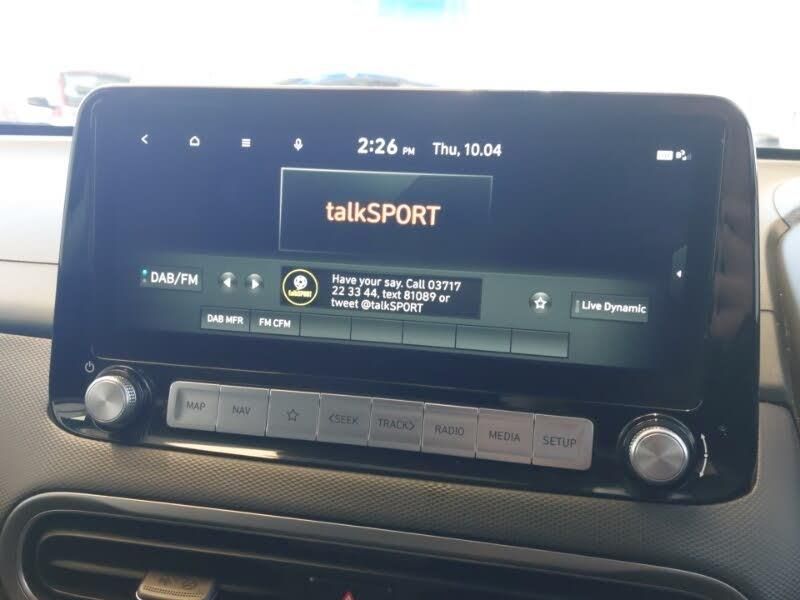 2:26 PM Thu, 10.04
talkSPORT
DAB/FM
talkSPORT
Have your say. Call 03717
22 33 44, text 81089 or
tweet @talkSPORT
Live Dynamic
DAB MFR FM CFM
MAP NAV <SEEK TRACK> RADIO MEDIA SETUP